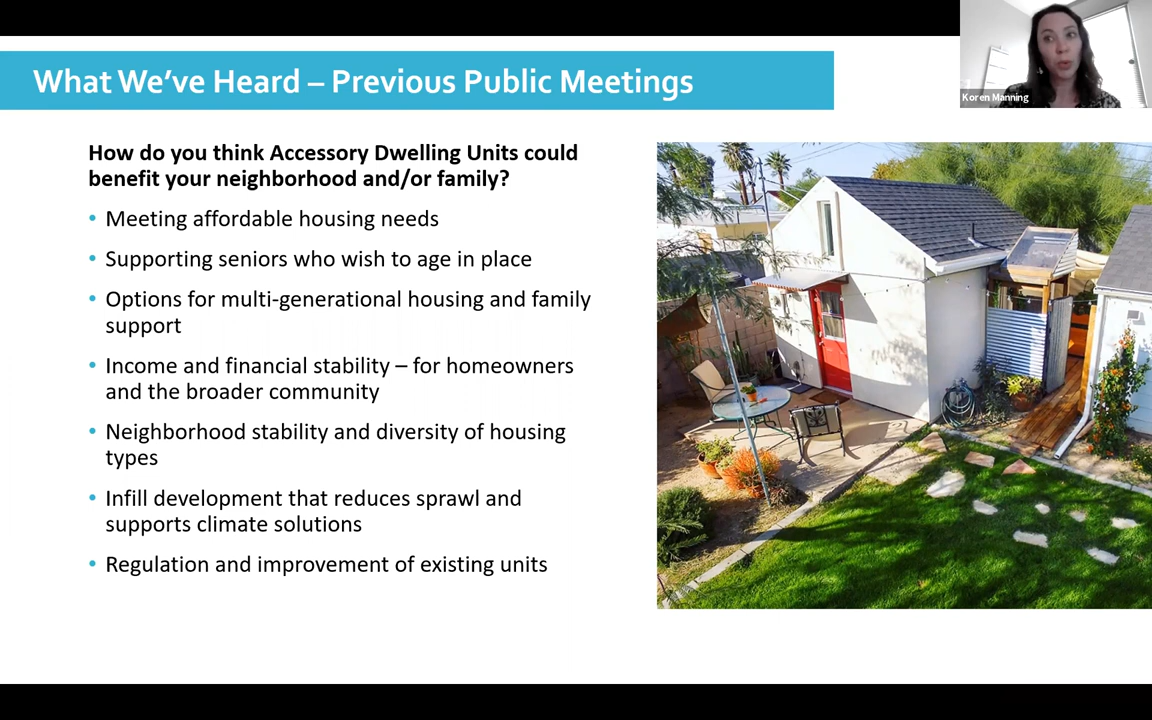 What We've Heard – Previous Public Meetings
Koren Manning
How do you think Accessory Dwelling Units could
benefit your neighborhood and/or family?
• Meeting affordable housing needs
• Supporting seniors who wish to age in place
• Options for multi-generational housing and family
support
• Income and financial stability – for homeowners
and the broader community
• Neighborhood stability and diversity of housing
types
• Infill development that reduces sprawl and
supports climate solutions
• Regulation and improvement of existing units